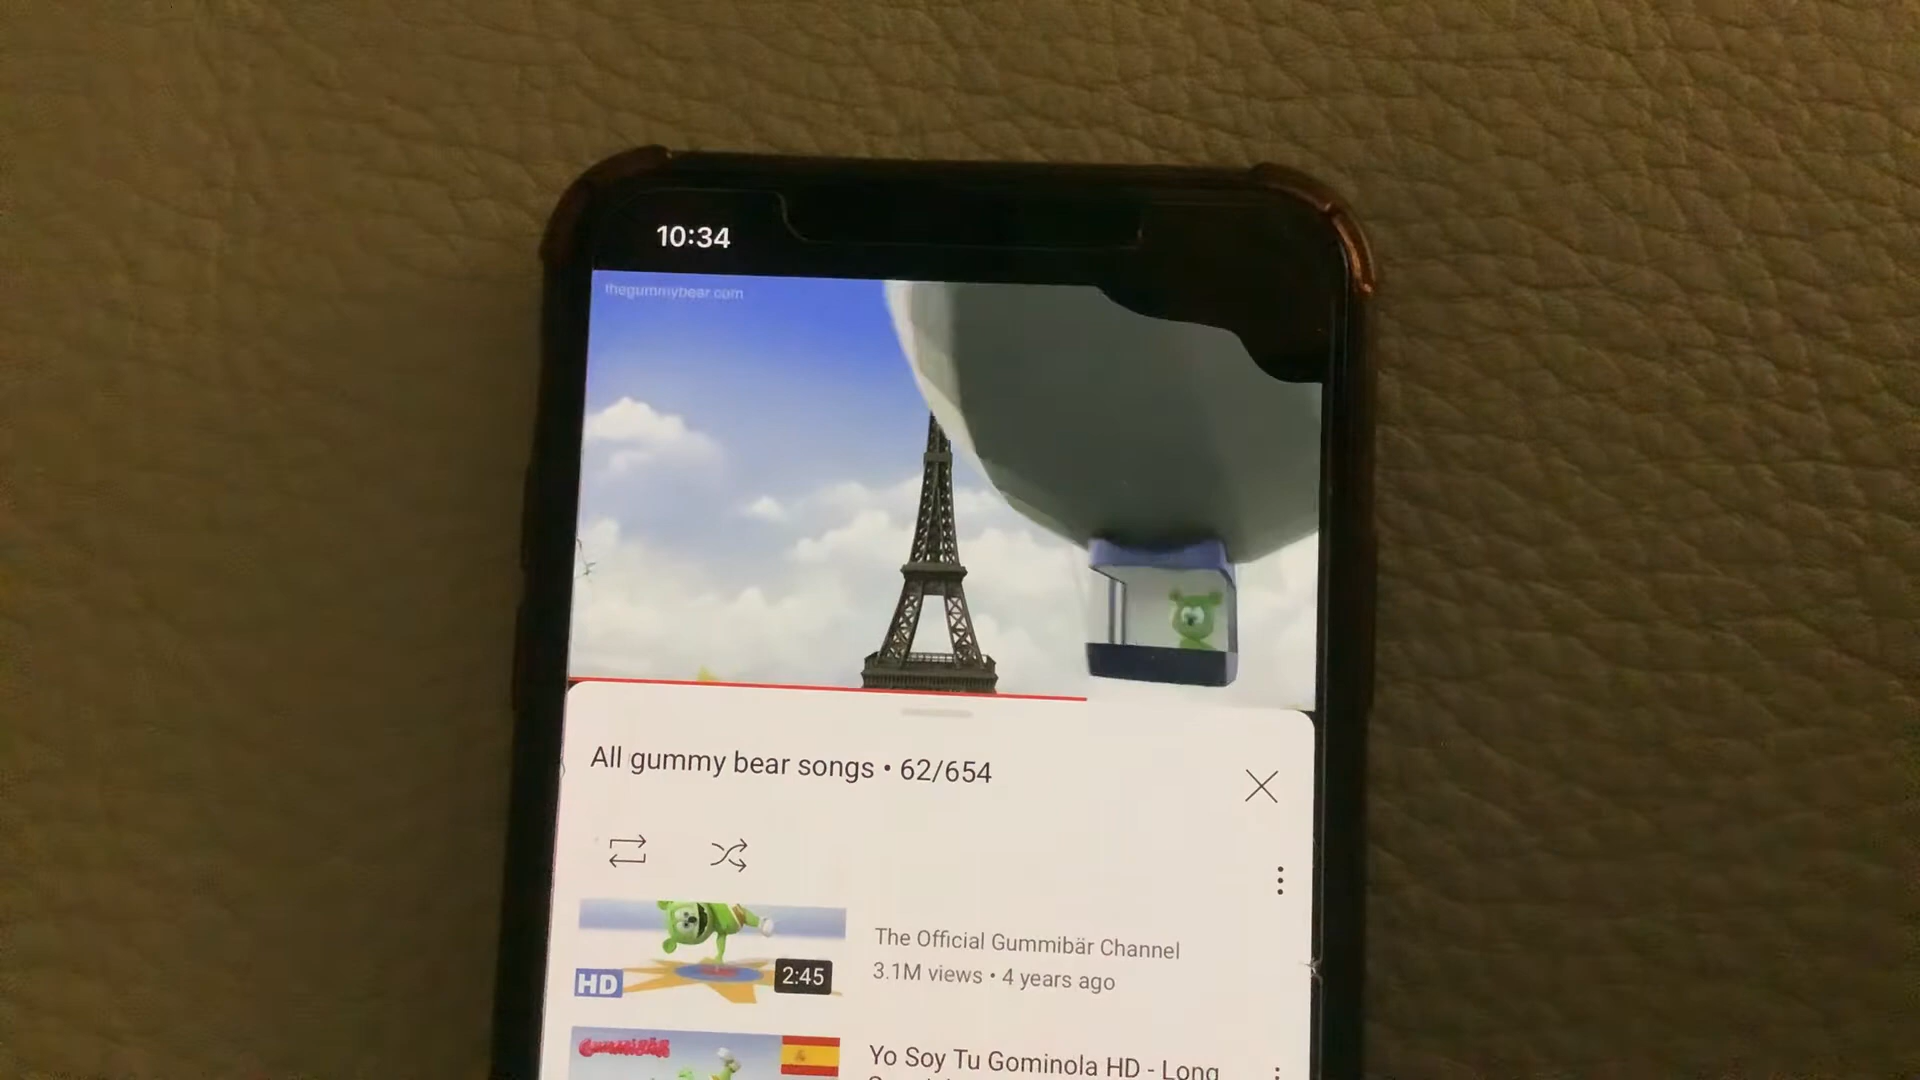 10:34
thegummybear.com
All gummy bear songs • 62/654
The Official Gummibär Channel
3.1M views • 4 years ago
HD
2:45
GUMMIBÄR
Yo Soy Tu Gominola HD - Long